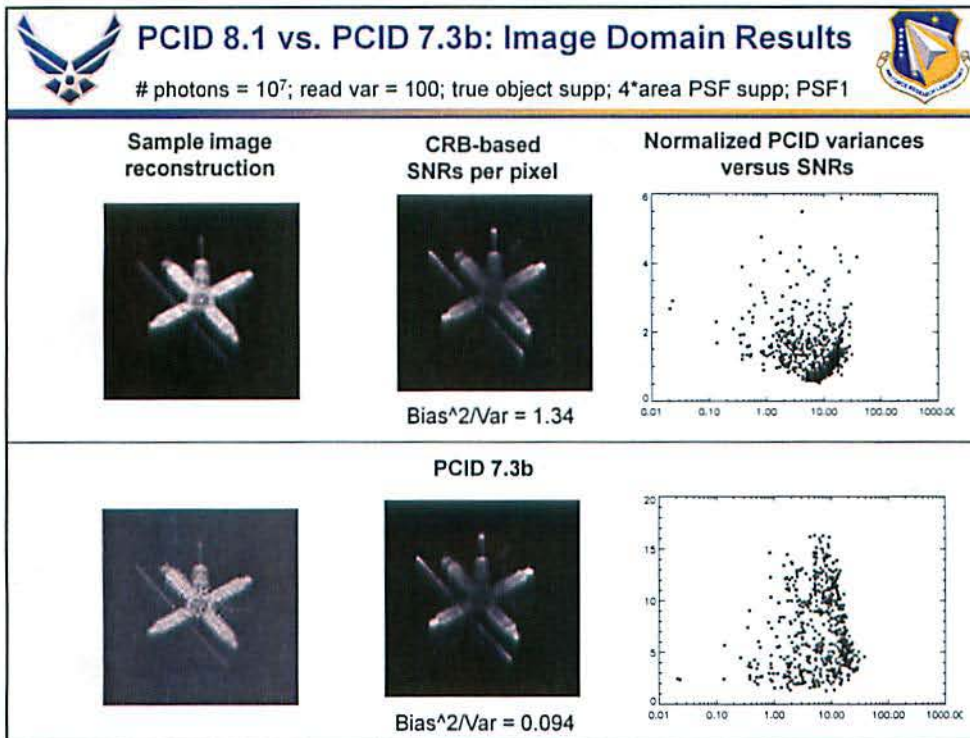 PCID 8.1 vs. PCID 7.3b: Image Domain Results
# photons = 10⁷; read var = 100; true object supp; 4*area PSF supp; PSF1
Sample image
reconstruction
CRB-based
SNRs per pixel
Normalized PCID variances
versus SNRs
6
4
2
0
0.01 0.10 1.00 10.00 100.00 1000.00
Bias^2/Var = 1.34
PCID 7.3b
20
15
10
5
0
0.01 0.10 1.00 10.00 100.00 1000.00
Bias^2/Var = 0.094